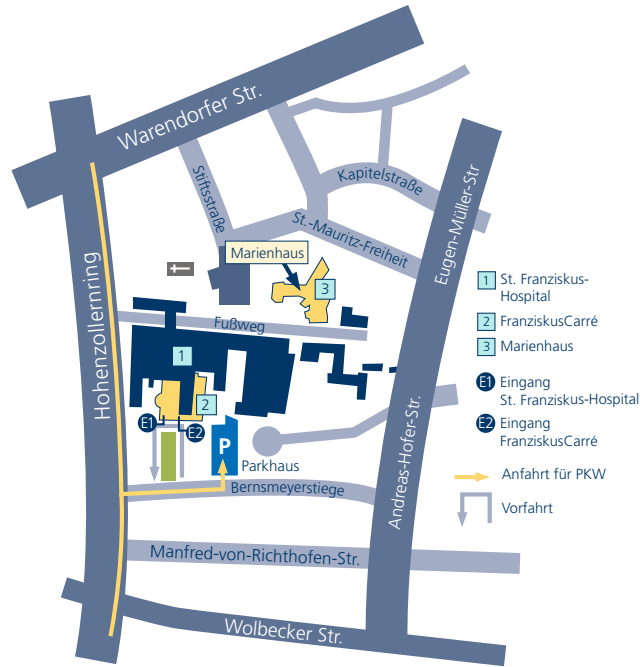 Warendorfer Str.
Stiftsstraße
Kapitelstraße
St.-Mauritz-Freiheit
Eugen-Müller-Str
Marienhaus
3
Hohenzollernring
Fußweg
1
2
E1
E2
P
Parkhaus
Bernsmeyerstiege
Andreas-Hofer-Str.
Manfred-von-Richthofen-Str.
Wolbecker Str.
1 St. Franziskus-
Hospital
2 FranziskusCarré
3 Marienhaus
E1 Eingang
St. Franziskus-Hospital
E2 Eingang
FranziskusCarré
Anfahrt für PKW
Vorfahrt